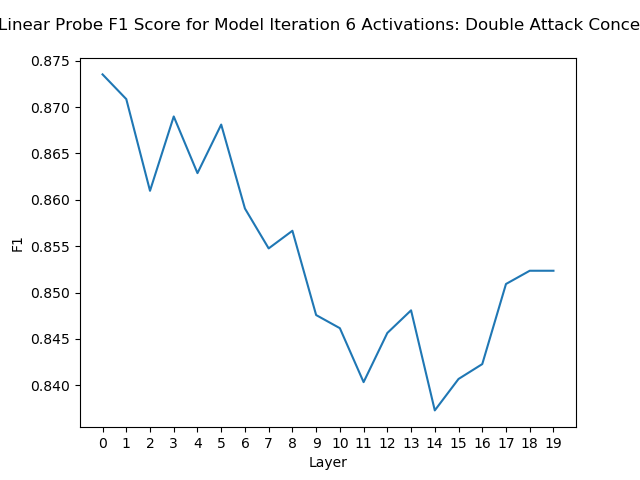 Linear Probe F1 Score for Model Iteration 6 Activations: Double Attack Conce
0.875
0.870
0.865
0.860
0.855
0.850
0.845
0.840
F1
0 1 2 3 4 5 6 7 8 9 10 11 12 13 14 15 16 17 18 19
Layer